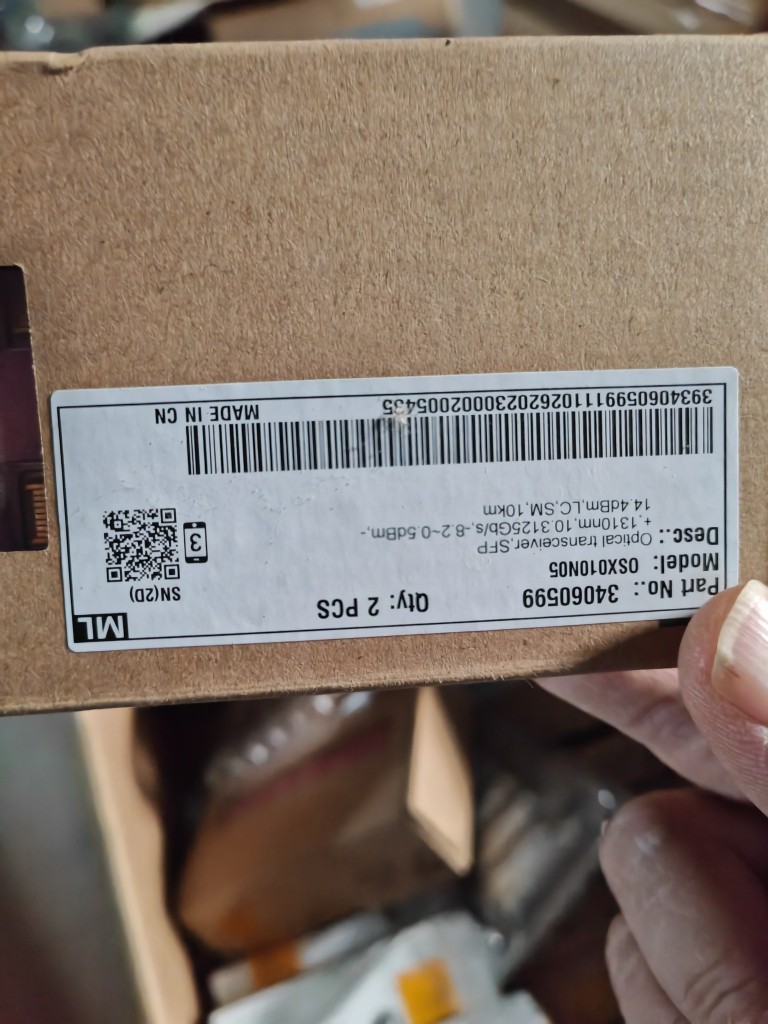 ML
Part No.: 34060599 Qty: 2 PCS
Model: OSX010N05
Desc.: Optical transceiver,SFP
+,1310nm,10.3125Gb/s,-8.2~0.5dBm,-
14.4dBm,LC,SM,10km
SN(2D)
3
MADE IN CN